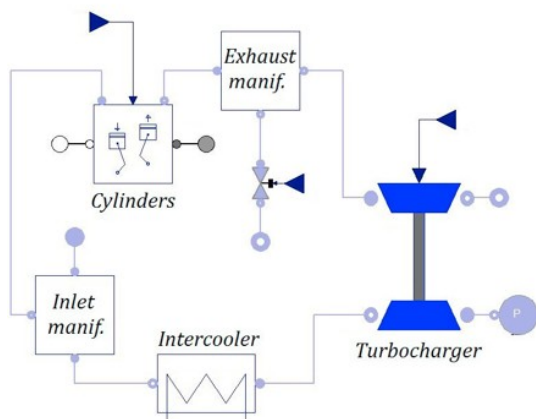 Exhaust
manif.
Cylinders
Inlet
manif.
Intercooler
P
Turbocharger